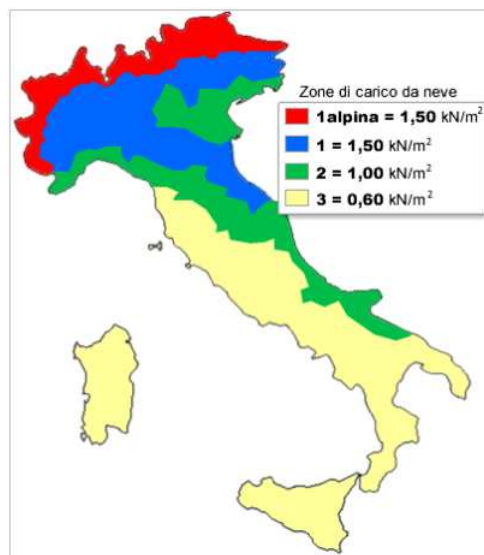 Zone di carico da neve
1alpina = 1,50 kN/m²
1 = 1,50 kN/m²
2 = 1,00 kN/m²
3 = 0,60 kN/m²